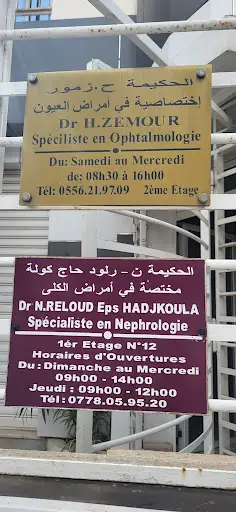 الحكيمة ح.زمور
إختصاصية في أمراض العيون
Dr H.ZEMOUR
Spéciliste en Ophtalmologie
Du: Samedi au Mercredi
de: 08h30 à 16h00
Tél: 0556.21.97.09 2ème Etage
الحكيمة ن - رلود حاج كولة
مختصة في أمراض الكلى
Dr N.RELOUD Eps HADJKOULA
Spécialiste en Nephrologie
1ér Etage N°12
Horaires d'Ouvertures
Du : Dimanche au Mercredi
09h00 - 14h00
Jeudi : 09h00 - 12h00
Tél : 0778.05.95.20